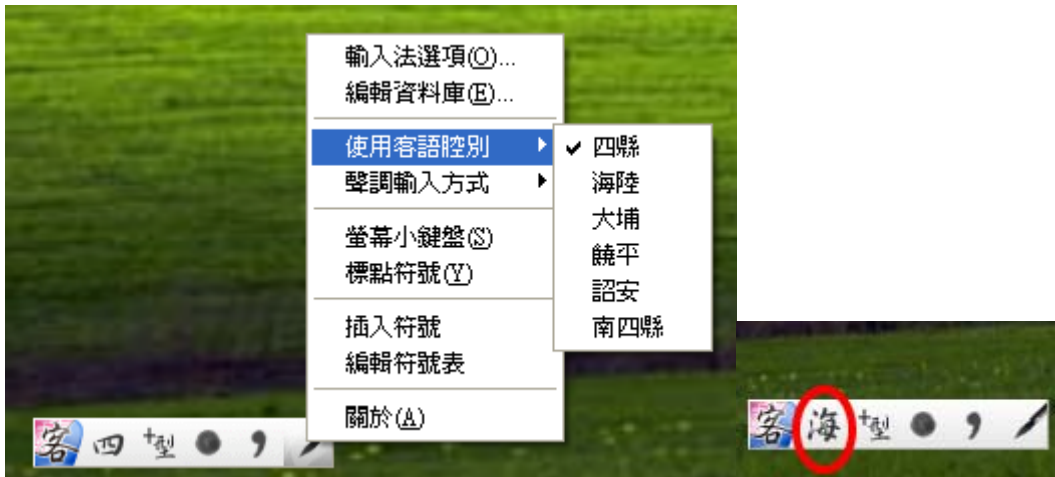 輸入法選項(O)...
編輯資料庫(E)...
使用客語腔別
聲調輸入方式
螢幕小鍵盤(S)
標點符號(Y)
插入符號
編輯符號表
關於(A)
四縣
海陸
大埔
饒平
詔安
南四縣
客 四 +型 ,
客 海 +型 ,